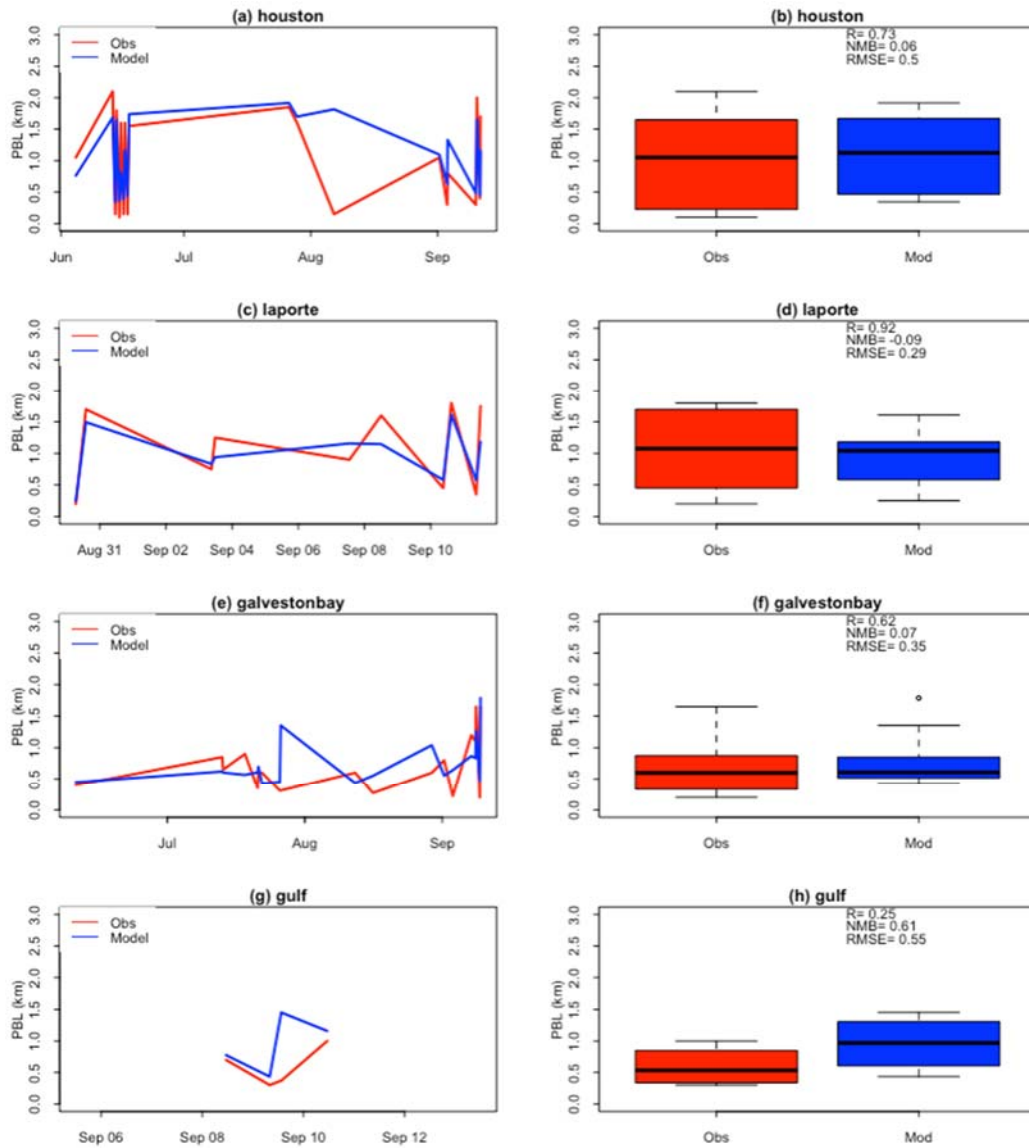 (a) houston
Obs
Model
PBL (km)
0.0 0.5 1.0 1.5 2.0 2.5 3.0
Jun Jul Aug Sep
(b) houston
R= 0.73
NMB= 0.06
RMSE= 0.5
PBL (km)
0.0 0.5 1.0 1.5 2.0 2.5 3.0
Obs Mod
(c) laporte
Obs
Model
PBL (km)
0.0 0.5 1.0 1.5 2.0 2.5 3.0
Aug 31 Sep 02 Sep 04 Sep 06 Sep 08 Sep 10
(d) laporte
R= 0.92
NMB= -0.09
RMSE= 0.29
PBL (km)
0.0 0.5 1.0 1.5 2.0 2.5 3.0
Obs Mod
(e) galvestonbay
Obs
Model
PBL (km)
0.0 0.5 1.0 1.5 2.0 2.5 3.0
Jul Aug Sep
(f) galvestonbay
R= 0.62
NMB= 0.07
RMSE= 0.35
PBL (km)
0.0 0.5 1.0 1.5 2.0 2.5 3.0
Obs Mod
(g) gulf
Obs
Model
PBL (km)
0.0 0.5 1.0 1.5 2.0 2.5 3.0
Sep 06 Sep 08 Sep 10 Sep 12
(h) gulf
R= 0.25
NMB= 0.61
RMSE= 0.55
PBL (km)
0.0 0.5 1.0 1.5 2.0 2.5 3.0
Obs Mod